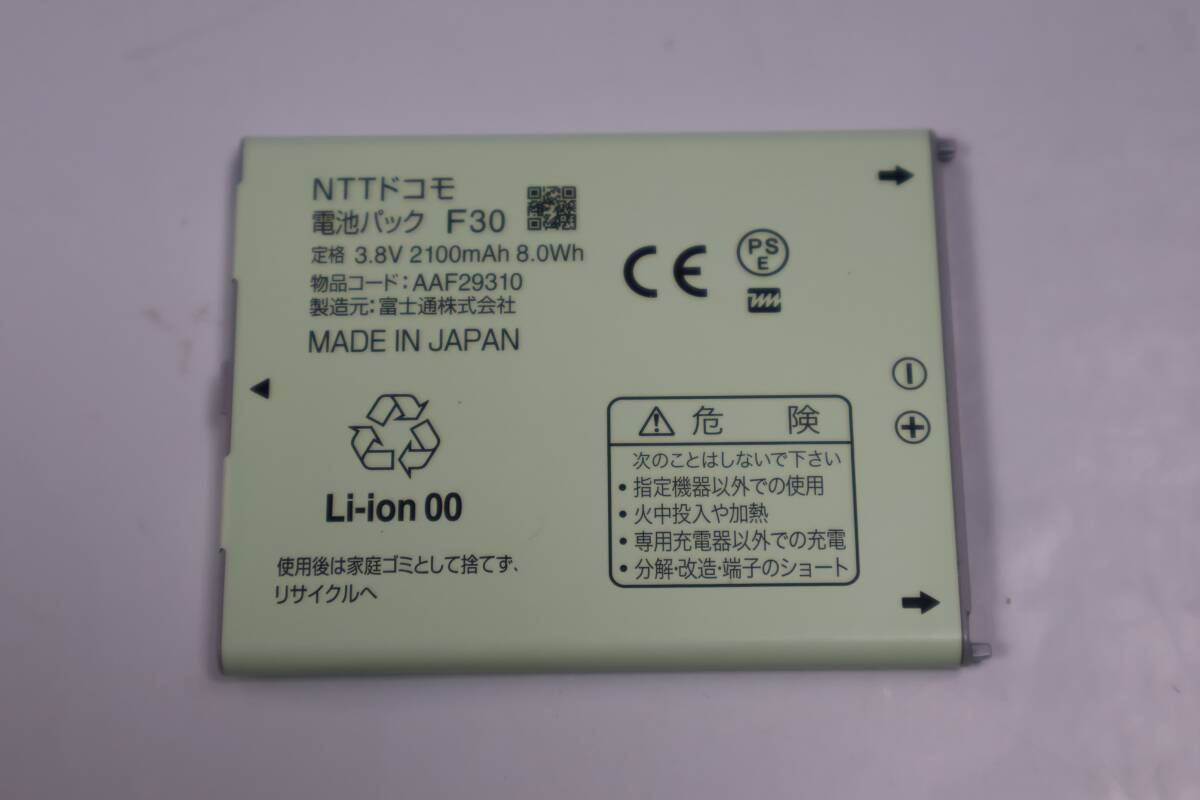 NTTドコモ
電池パック F30
定格 3.8V 2100mAh 8.0Wh
物品コード:AAF29310
製造元:富士通株式会社
MADE IN JAPAN
CE
PS
E
Li-ion 00
使用後は家庭ゴミとして捨てず、
リサイクルへ
危 険
次のことはしないで下さい
・指定機器以外での使用
・火中投入や加熱
・専用充電器以外での充電
・分解・改造・端子のショート